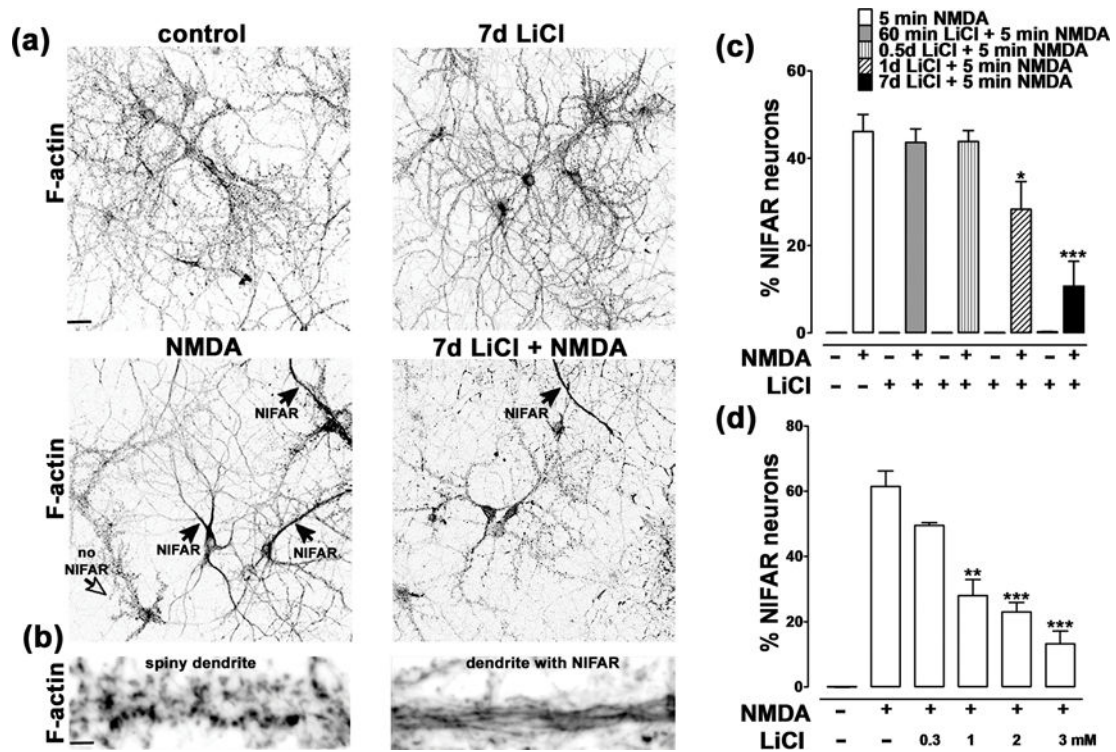 (a)
control
7d LiCl
F-actin
NMDA
7d LiCl + NMDA
F-actin
NIFAR
NIFAR
NIFAR
NIFAR
no
NIFAR
(b)
F-actin
spiny dendrite
dendrite with NIFAR
(c)
5 min NMDA
60 min LiCl + 5 min NMDA
0.5d LiCl + 5 min NMDA
1d LiCl + 5 min NMDA
7d LiCl + 5 min NMDA
% NIFAR neurons
60
40
20
0
*
***
NMDA - + - + - + - + - +
LiCl - - + + + + + + + +
(d)
% NIFAR neurons
80
60
40
20
0
**
***
***
NMDA - + + + + +
LiCl - - 0.3 1 2 3 mM